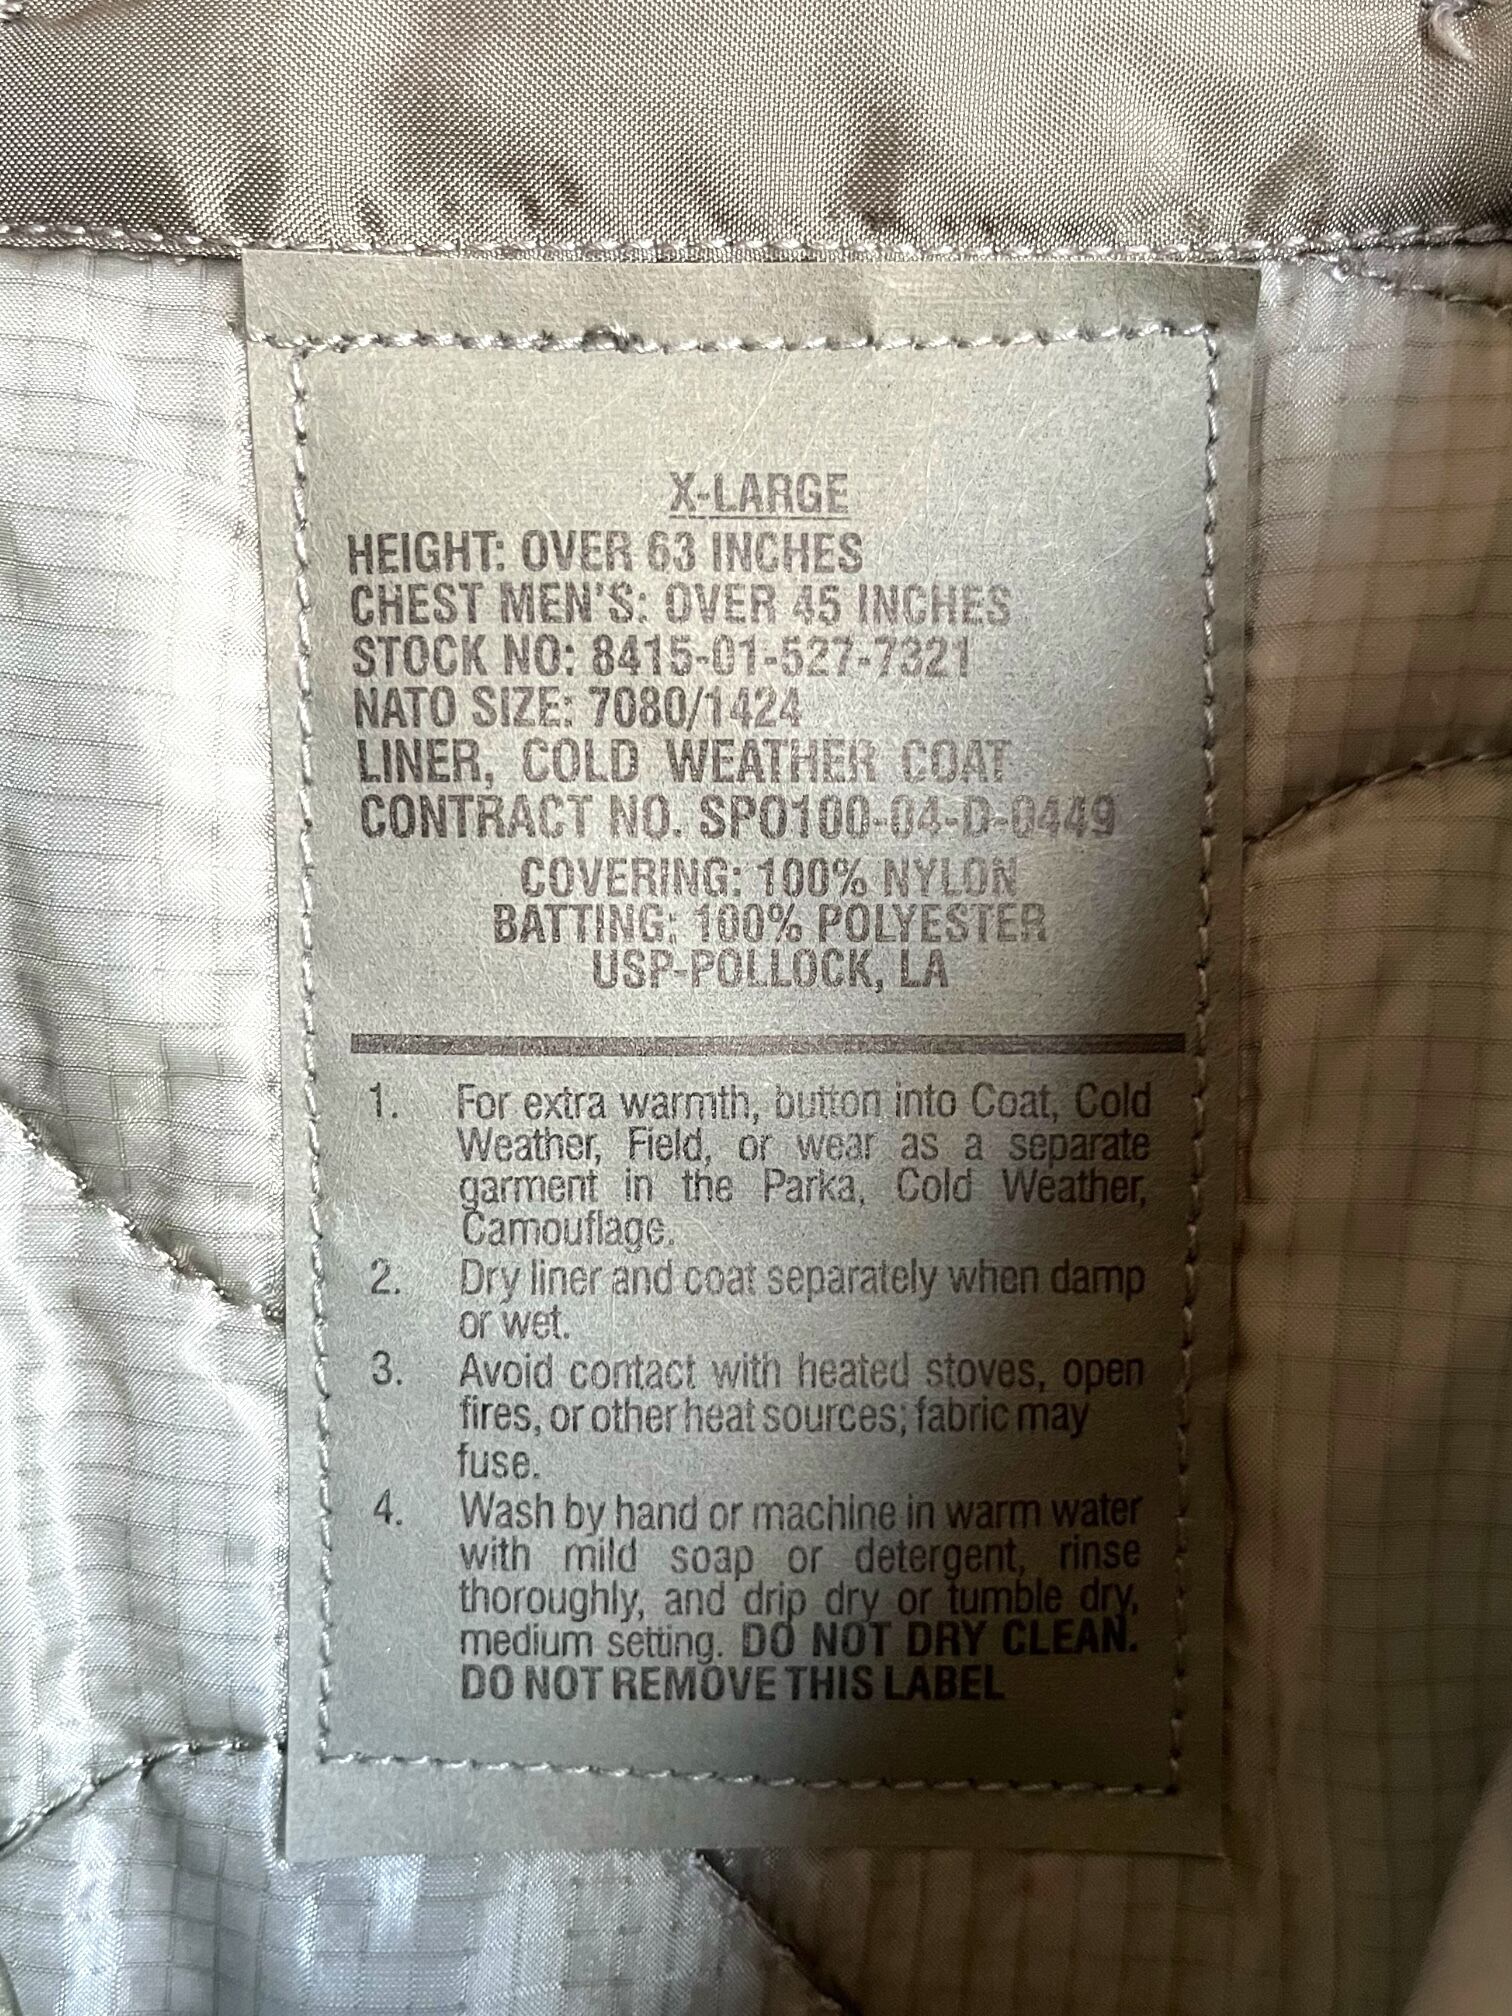 X-LARGE
HEIGHT: OVER 63 INCHES
CHEST MEN'S: OVER 45 INCHES
STOCK NO: 8415-01-527-7321
NATO SIZE: 7080/1424
LINER, COLD WEATHER COAT
CONTRACT NO. SPO100-04-D-0449
COVERING: 100% NYLON
BATTING: 100% POLYESTER
USP-POLLOCK, LA
1. For extra warmth, button into Coat, Cold
Weather, Field, or wear as a separate
garment in the Parka, Cold Weather,
Camouflage.
2. Dry liner and coat separately when damp
or wet.
3. Avoid contact with heated stoves, open
fires, or other heat sources; fabric may
fuse.
4. Wash by hand or machine in warm water
with mild soap or detergent, rinse
thoroughly, and drip dry or tumble dry,
medium setting. DO NOT DRY CLEAN.
DO NOT REMOVE THIS LABEL